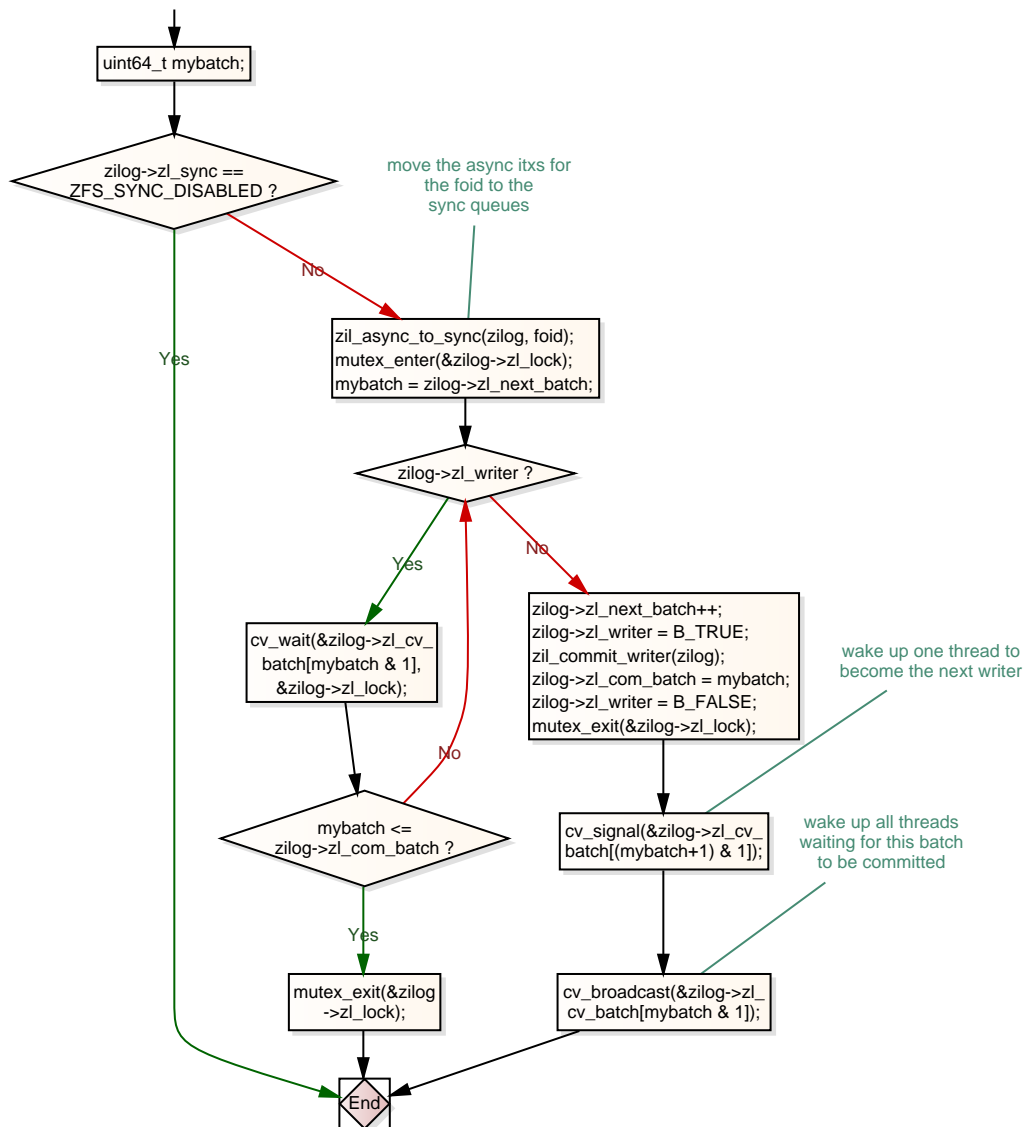 uint64_t mybatch;
zilog->zl_sync ==
ZFS_SYNC_DISABLED ?
move the async itxs for
the foid to the
sync queues
No
Yes
zil_async_to_sync(zilog, foid);
mutex_enter(&zilog->zl_lock);
mybatch = zilog->zl_next_batch;
zilog->zl_writer ?
Yes
No
cv_wait(&zilog->zl_cv_
batch[mybatch & 1],
&zilog->zl_lock);
zilog->zl_next_batch++;
zilog->zl_writer = B_TRUE;
zil_commit_writer(zilog);
zilog->zl_com_batch = mybatch;
zilog->zl_writer = B_FALSE;
mutex_exit(&zilog->zl_lock);
wake up one thread to
become the next writer
No
mybatch <=
zilog->zl_com_batch ?
cv_signal(&zilog->zl_cv_
batch[(mybatch+1) & 1]);
wake up all threads
waiting for this batch
to be committed
Yes
mutex_exit(&zilog
->zl_lock);
cv_broadcast(&zilog->zl_
cv_batch[mybatch & 1]);
End